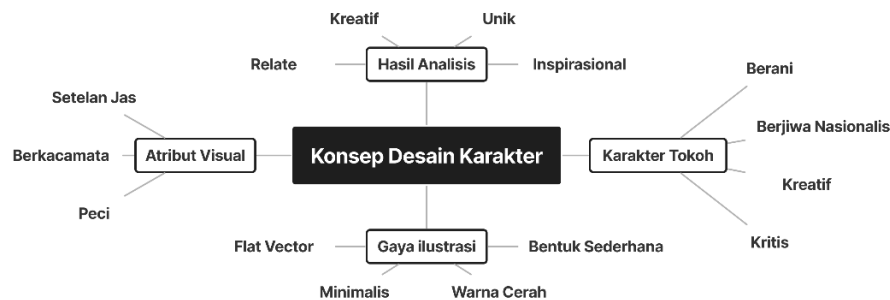 Kreatif
Unik
Relate
Hasil Analisis
Inspirasional
Setelan Jas
Berkacamata
Atribut Visual
Peci
Konsep Desain Karakter
Berani
Karakter Tokoh
Berjiwa Nasionalis
Kreatif
Kritis
Flat Vector
Gaya ilustrasi
Bentuk Sederhana
Minimalis
Warna Cerah